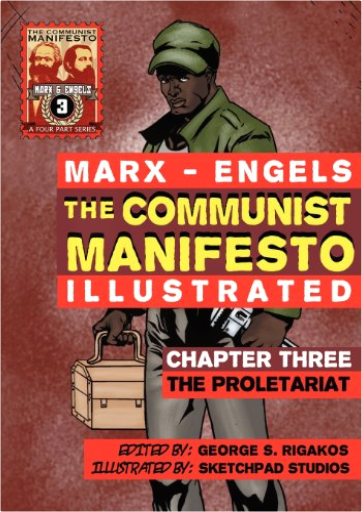 THE COMMUNIST
MANIFESTO
MARX & ENGELS
3
A FOUR PART SERIES
MARX - ENGELS
THE COMMUNIST
MANIFESTO
ILLUSTRATED
CHAPTER THREE
THE PROLETARIAT
EDITED BY: GEORGE S. RIGAKOS
ILLUSTRATED BY: SKETCHPAD STUDIOS